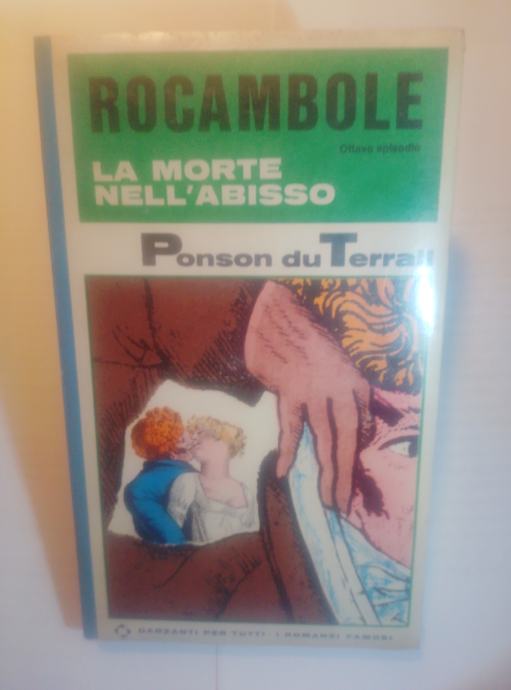 ROCAMBOLE
Ottavo episodio
LA MORTE
NELL'ABISSO
Ponson du Terrail
GARZANTI PER TUTTI · I ROMANZI FAMOSI